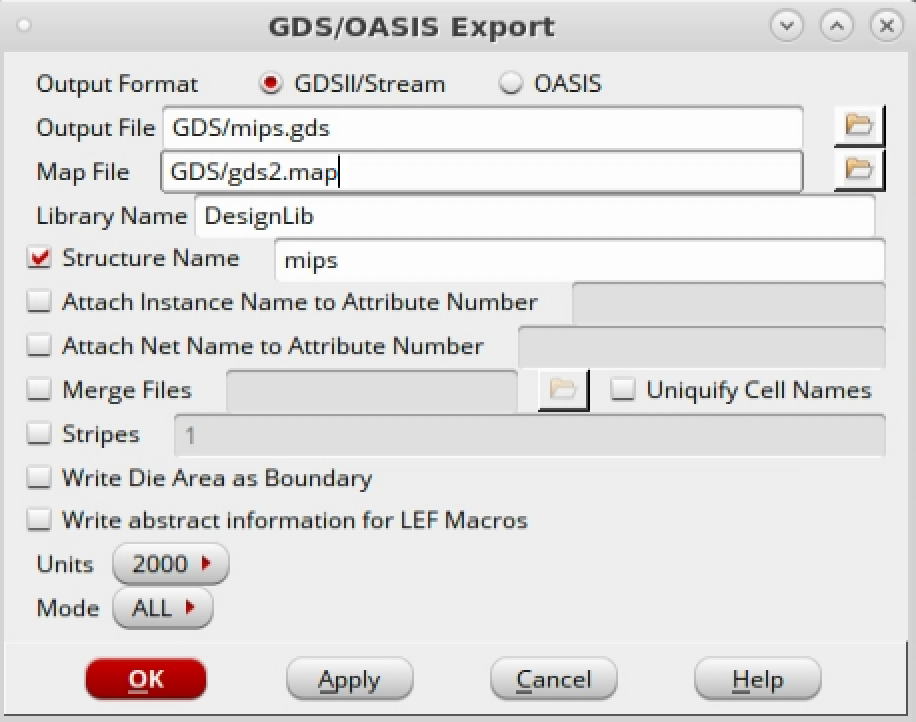 GDS/OASIS Export
Output Format GDSII/Stream OASIS
Output File GDS/mips.gds
Map File GDS/gds2.map
Library Name DesignLib
Structure Name mips
Attach Instance Name to Attribute Number
Attach Net Name to Attribute Number
Merge Files Uniquify Cell Names
Stripes 1
Write Die Area as Boundary
Write abstract information for LEF Macros
Units 2000
Mode ALL
OK Apply Cancel Help